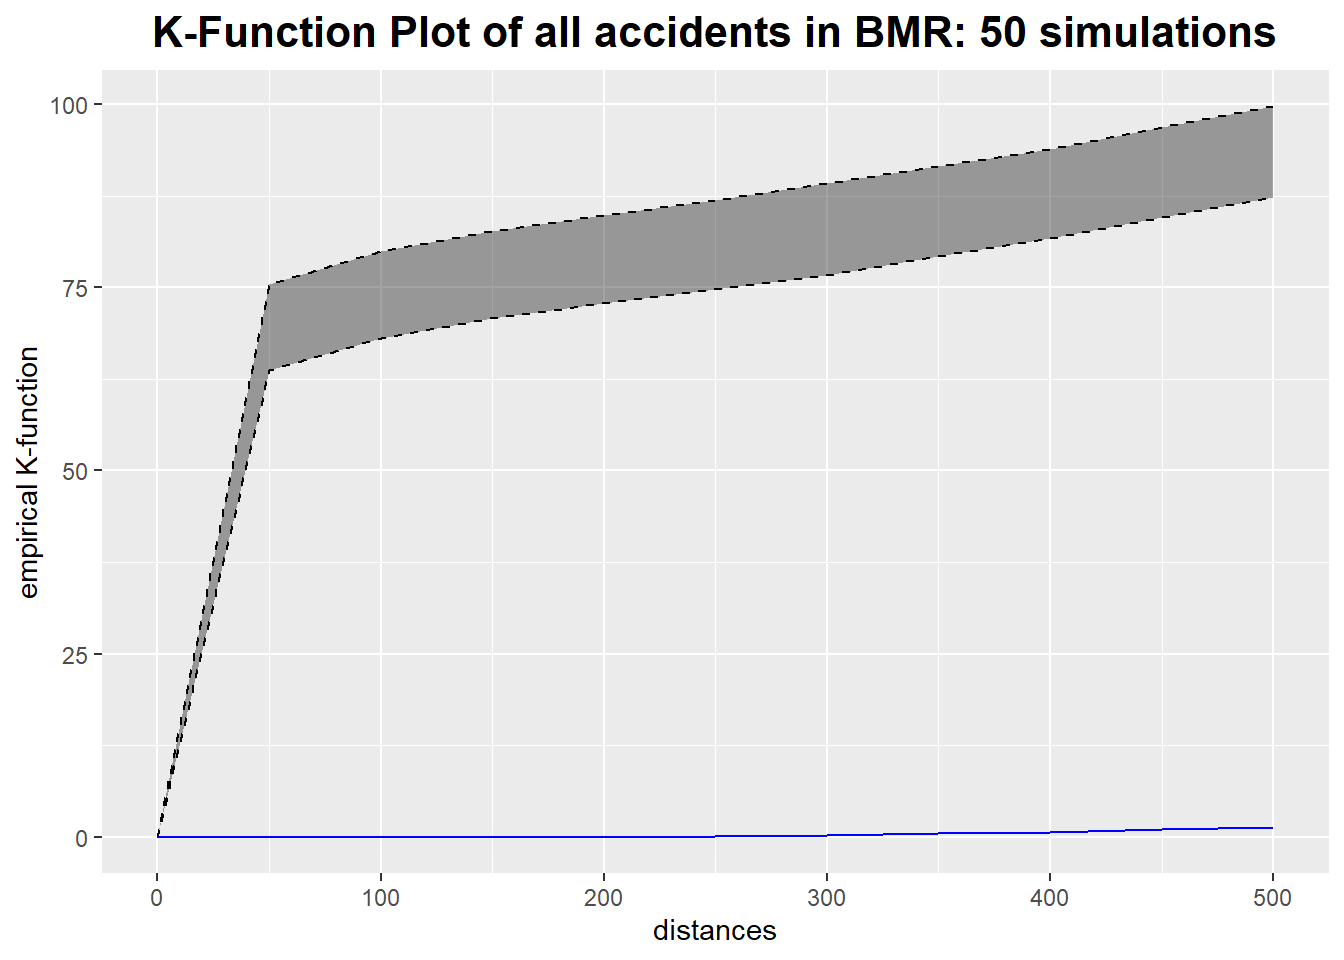 K-Function Plot of all accidents in BMR: 50 simulations
100
75
50
25
0
empirical K-function
0 100 200 300 400 500
distances